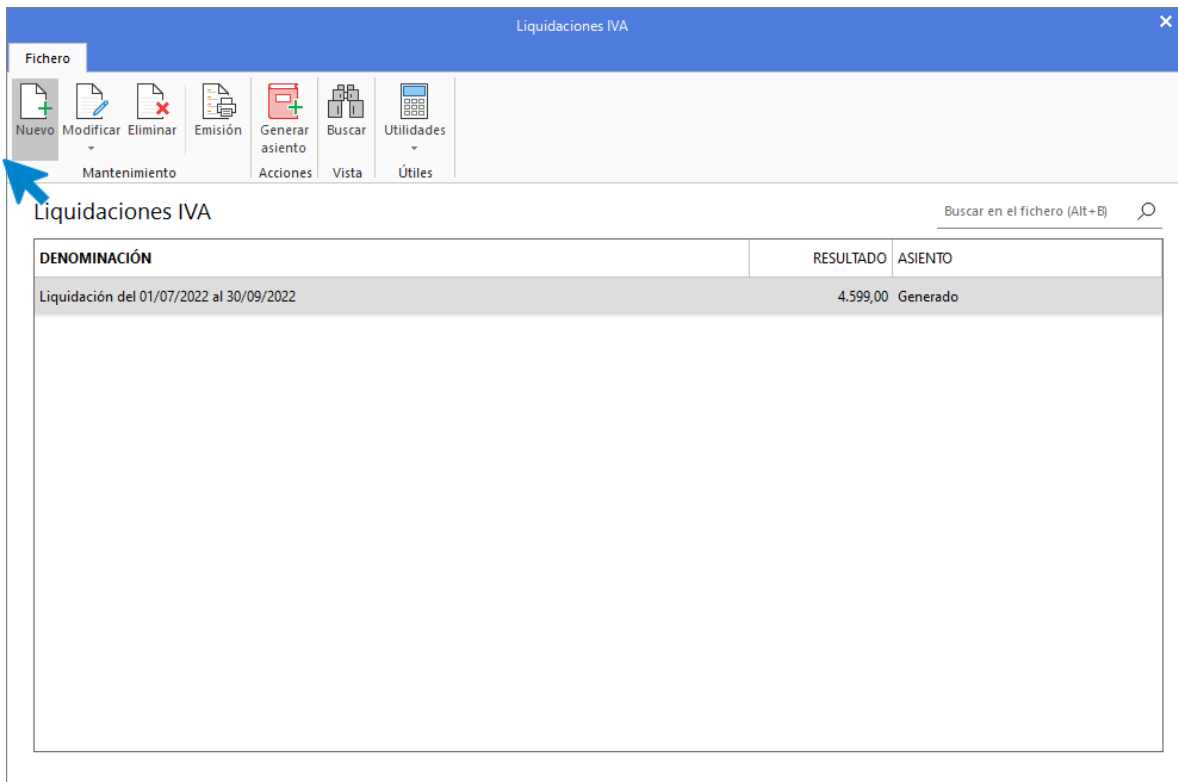 Liquidaciones IVA
Fichero
Nuevo Modificar Eliminar Emisión Generar asiento Buscar Utilidades
Mantenimiento Acciones Vista Útiles
Liquidaciones IVA
Buscar en el fichero (Alt+B)
DENOMINACIÓN RESULTADO ASIENTO
Liquidación del 01/07/2022 al 30/09/2022 4.599,00 Generado